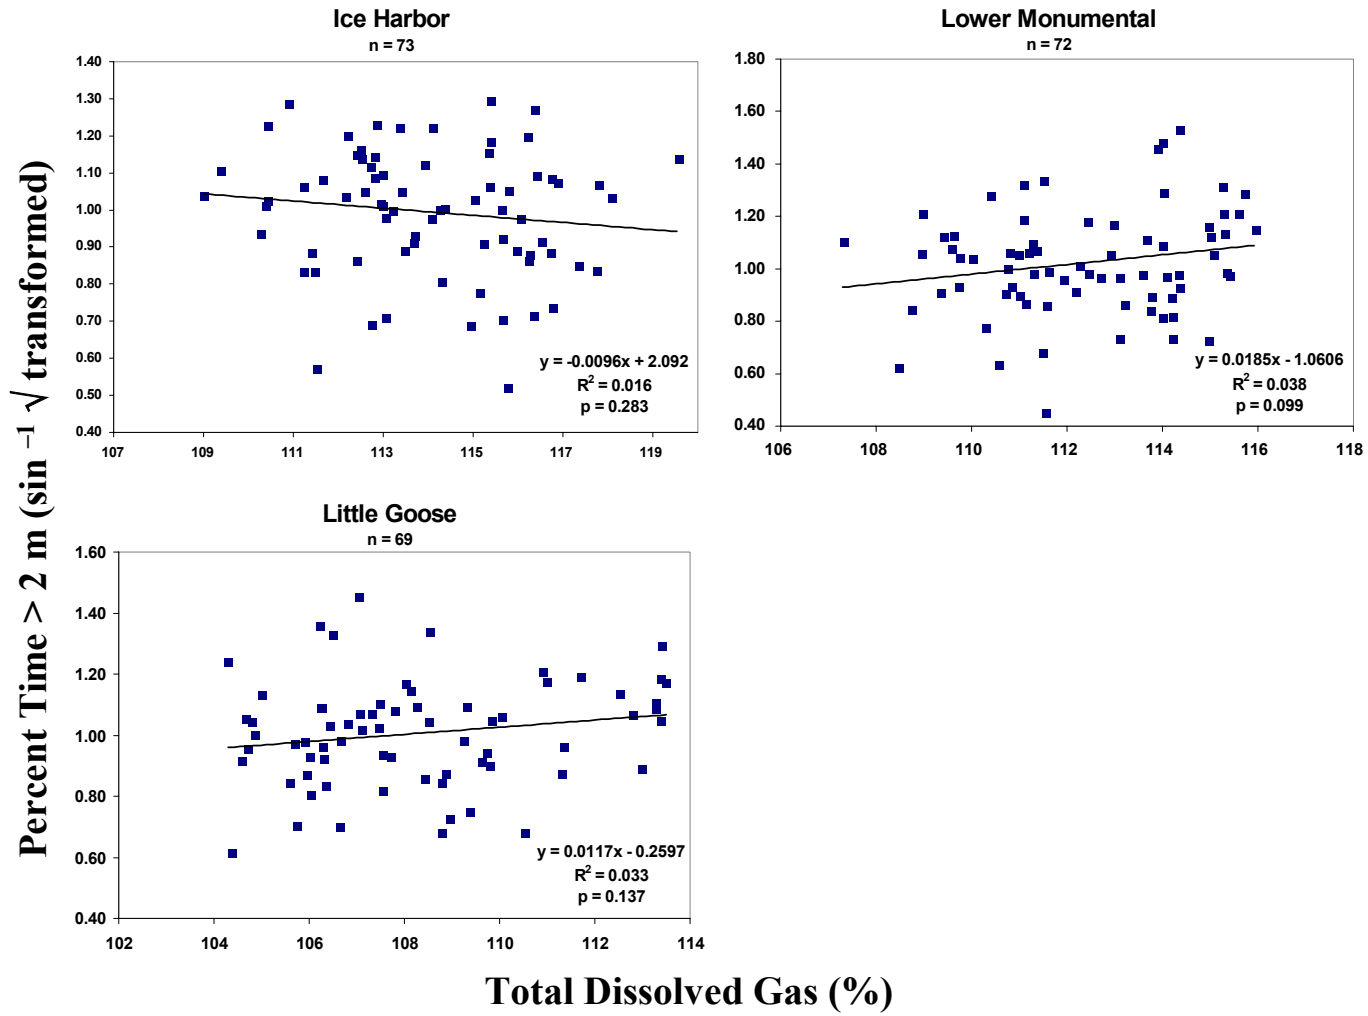 Ice Harbor
n = 73
1.40
1.30
1.20
1.10
1.00
0.90
0.80
0.70
0.60
0.50
0.40
y = -0.0096x + 2.092
R² = 0.016
p = 0.283
107 109 111 113 115 117 119
Lower Monumental
n = 72
1.80
1.60
1.40
1.20
1.00
0.80
0.60
0.40
y = 0.0185x - 1.0606
R² = 0.038
p = 0.099
106 108 110 112 114 116 118
Little Goose
n = 69
1.60
1.40
1.20
1.00
0.80
0.60
0.40
y = 0.0117x - 0.2597
R² = 0.033
p = 0.137
102 104 106 108 110 112 114
Percent Time > 2 m (sin ⁻¹ √ transformed)
Total Dissolved Gas (%)